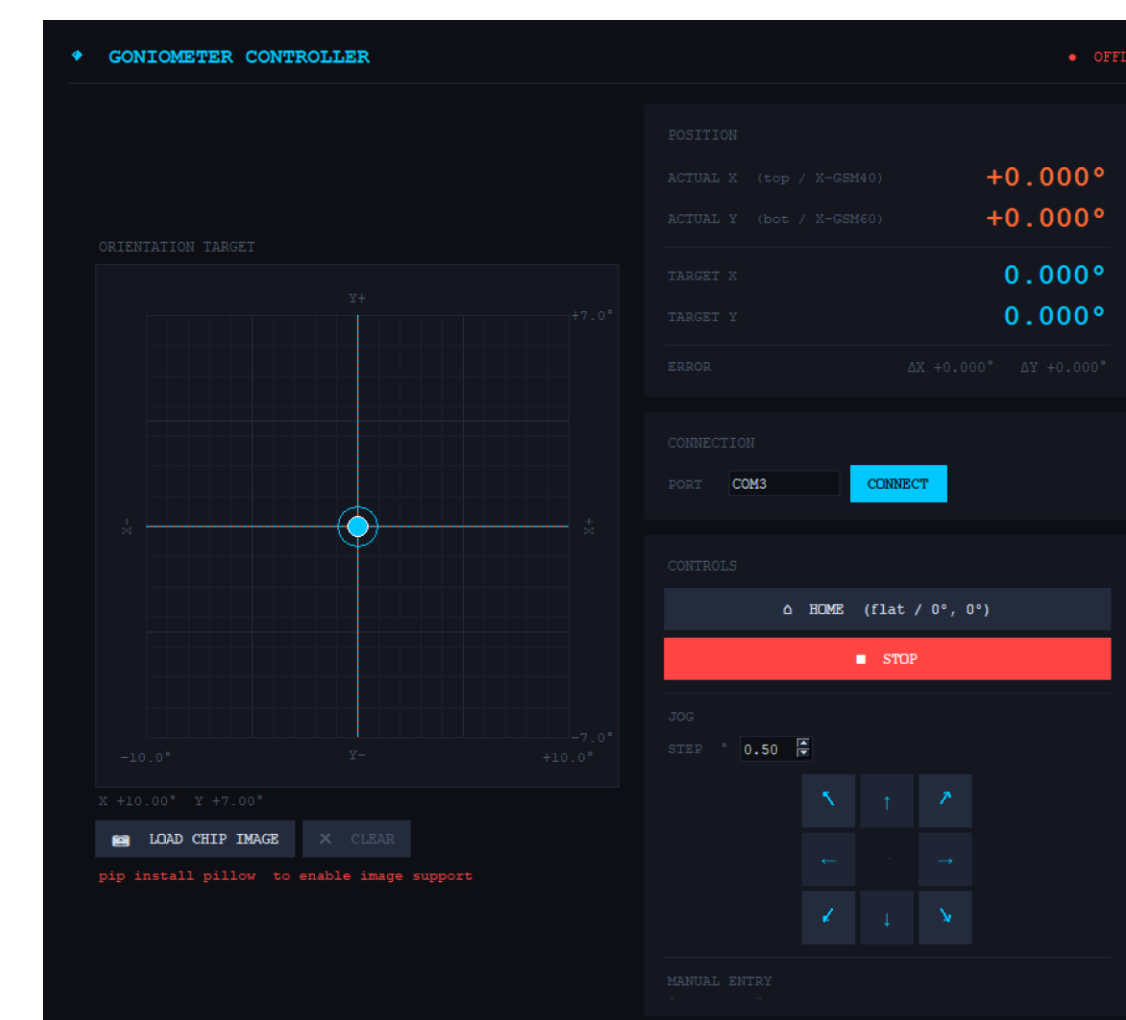 GONIOMETER CONTROLLER
● OFFL
ORIENTATION TARGET
Y+
+7.0°
-X
+X
-7.0°
-10.0°
Y-
+10.0°
X +10.00° Y +7.00°
LOAD CHIP IMAGE
✕ CLEAR
pip install pillow to enable image support
POSITION
ACTUAL X (top / X-GSM40) +0.000°
ACTUAL Y (bot / X-GSM60) +0.000°
TARGET X 0.000°
TARGET Y 0.000°
ERROR ΔX +0.000° ΔY +0.000°
CONNECTION
PORT COM3 CONNECT
CONTROLS
⌂ HOME (flat / 0°, 0°)
■ STOP
JOG
STEP ° 0.50
↖ ↑ ↗
← · →
↙ ↓ ↘
MANUAL ENTRY